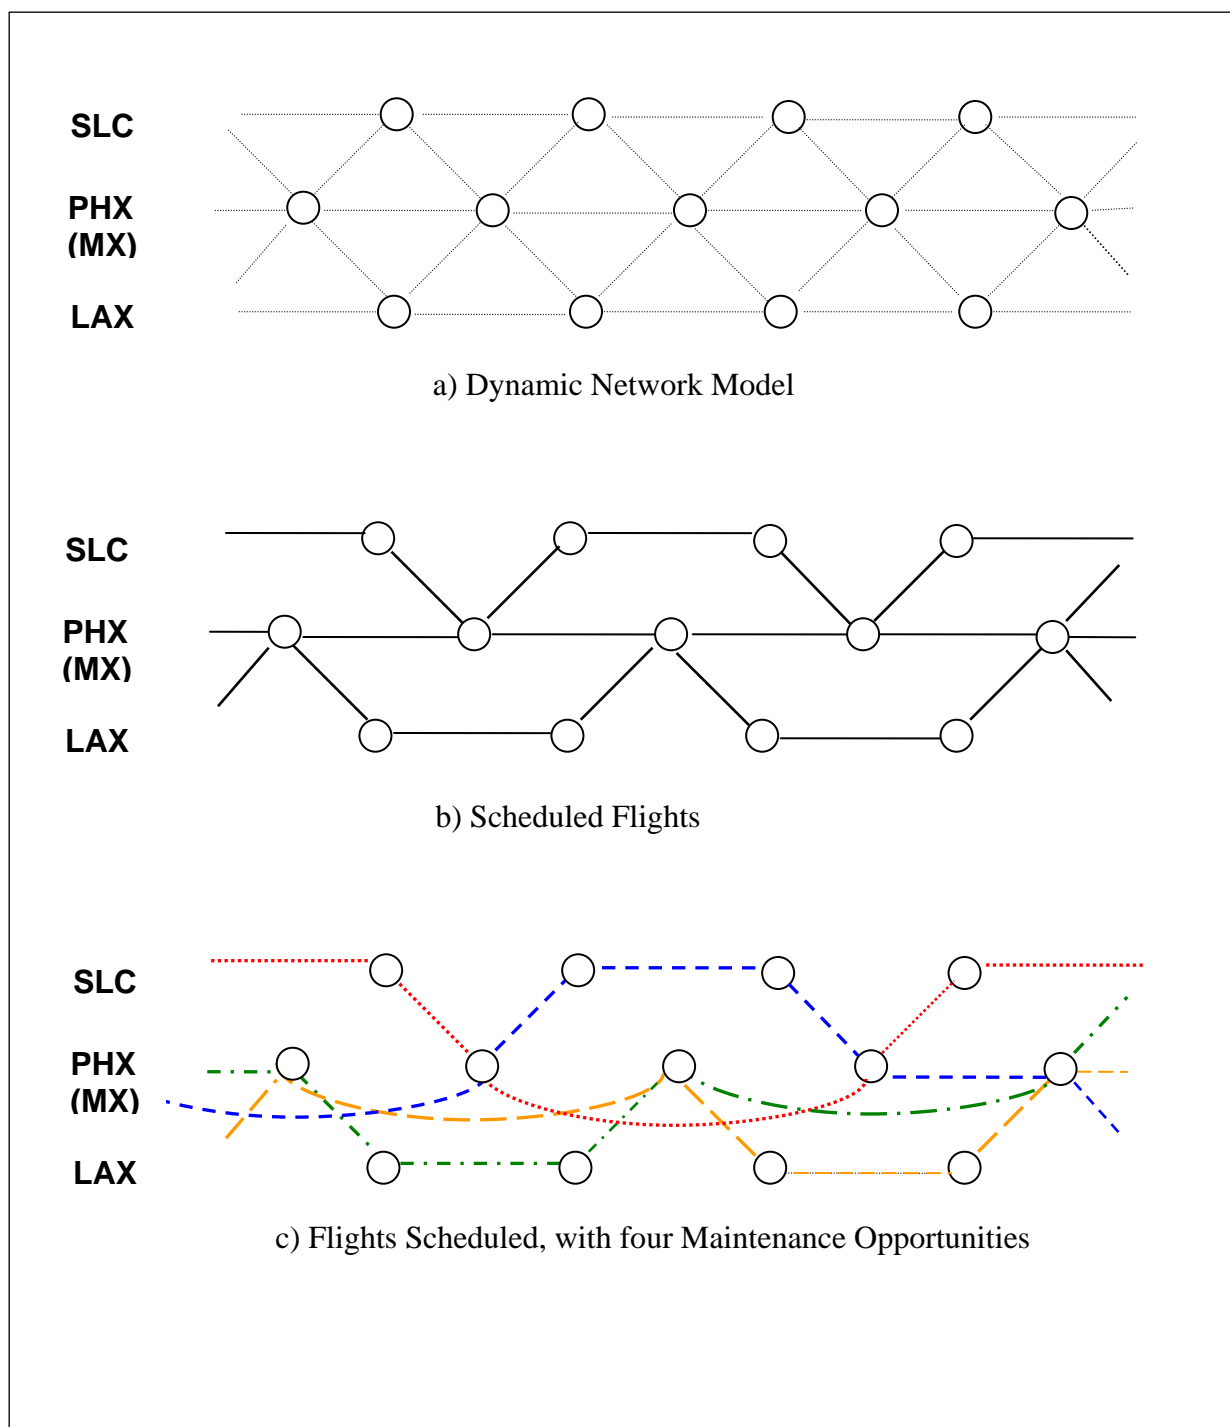 SLC
PHX
(MX)
LAX
a) Dynamic Network Model
SLC
PHX
(MX)
LAX
b) Scheduled Flights
SLC
PHX
(MX)
LAX
c) Flights Scheduled, with four Maintenance Opportunities